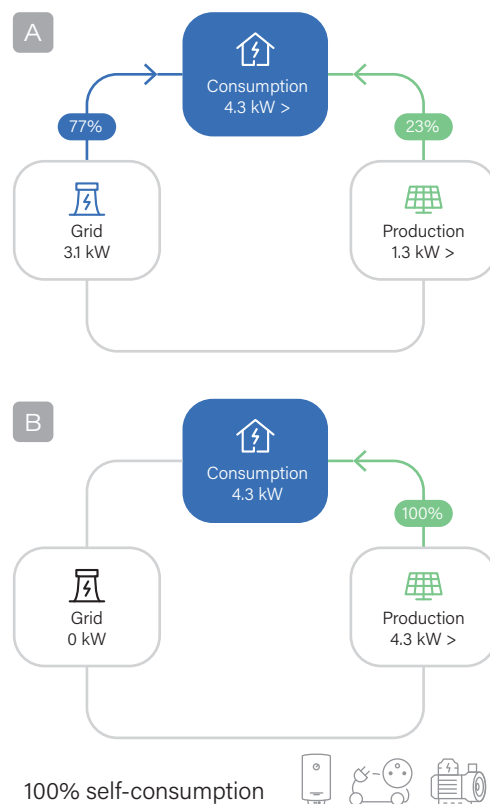 A
Consumption
4.3 kW >
77%
23%
Grid
3.1 kW
Production
1.3 kW >
B
Consumption
4.3 kW
100%
Grid
0 kW
Production
4.3 kW >
100% self-consumption